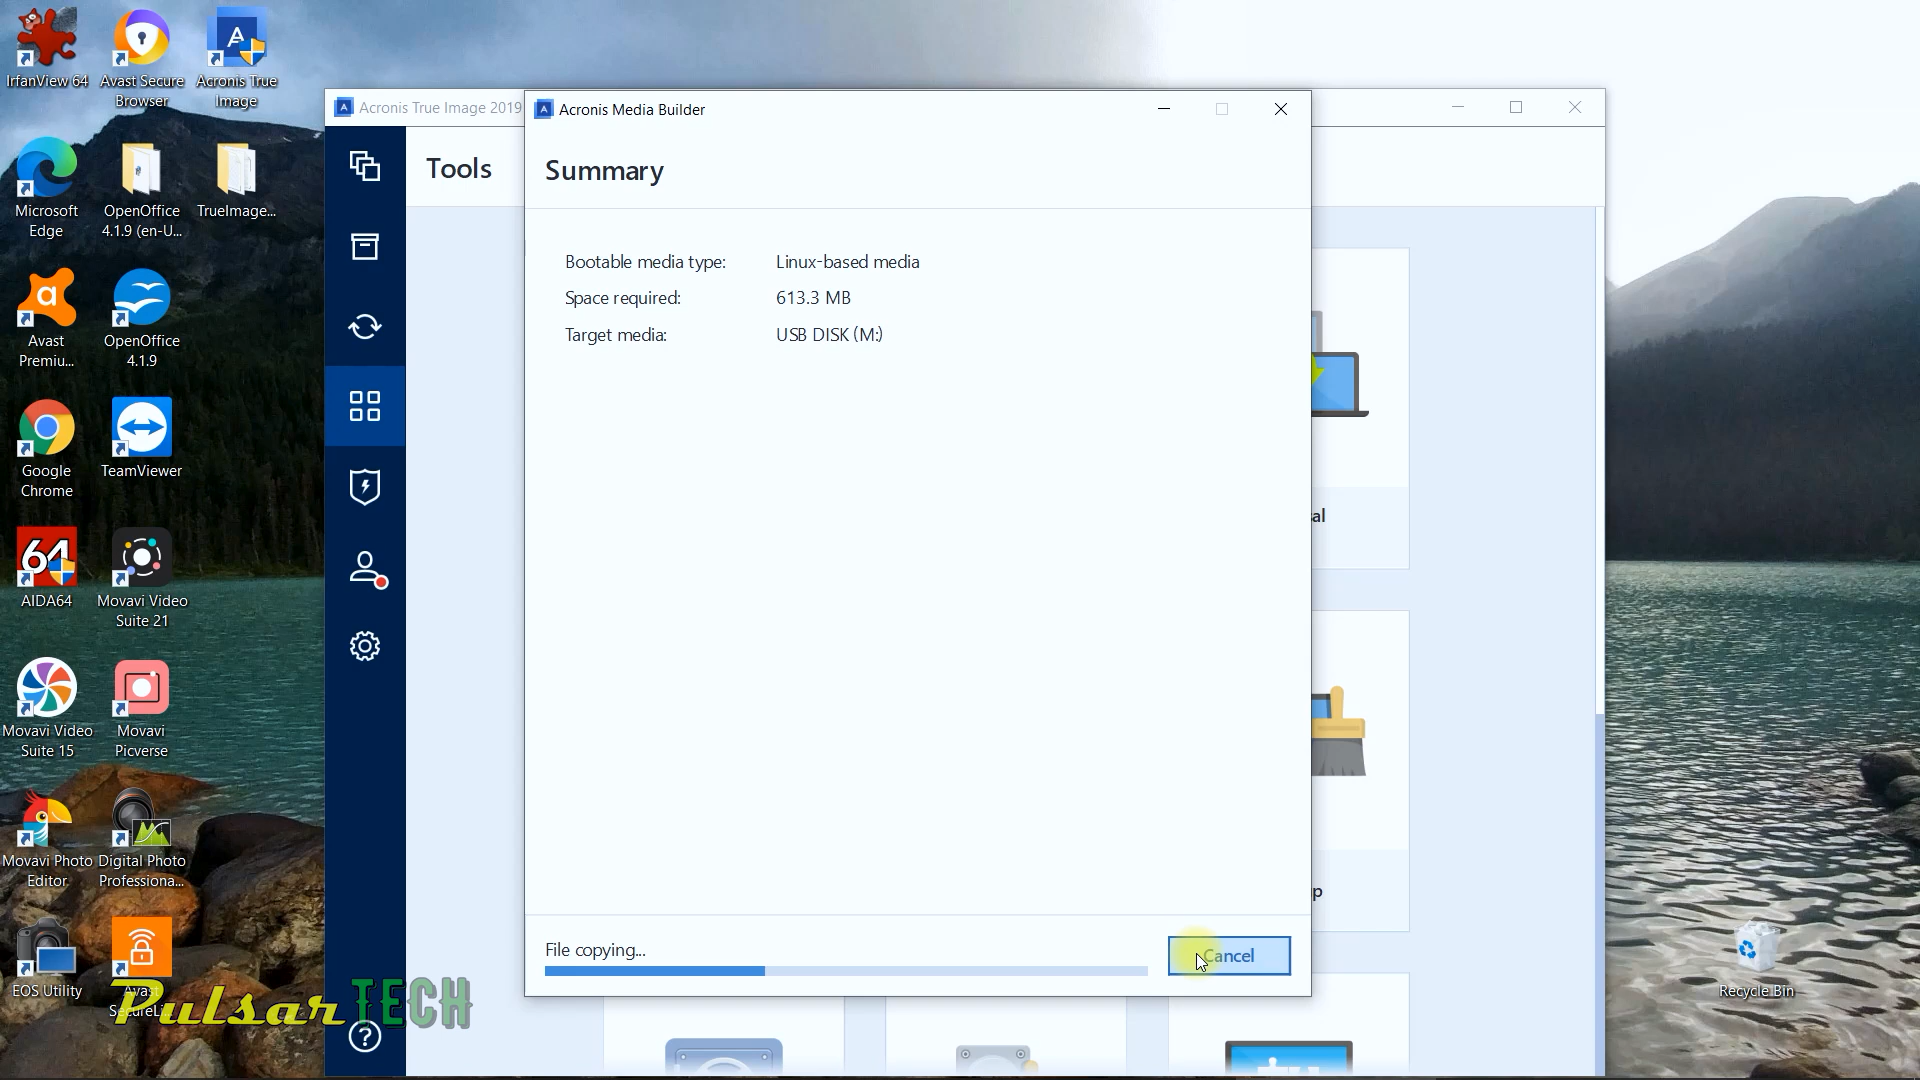 IrfanView 64
Avast Secure
Browser
Acronis True
Image
Microsoft
Edge
OpenOffice
4.1.9 (en-U...
TrueImage...
Avast
Premiu...
OpenOffice
4.1.9
Google
Chrome
TeamViewer
64
AIDA64
Movavi Video
Suite 21
Movavi Video
Suite 15
Movavi
Picverse
Movavi Photo
Editor
Digital Photo
Professiona...
EOS Utility
Avast
SecureLi...
PulsarTECH
Acronis True Image 2019
Tools
al
p
A Acronis Media Builder
Summary
Bootable media type: Linux-based media
Space required: 613.3 MB
Target media: USB DISK (M:)
File copying...
Cancel
Recycle Bin